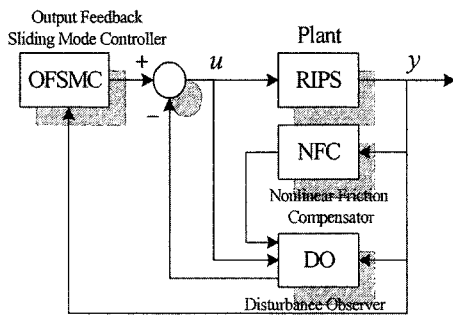 Output Feedback
Sliding Mode Controller
OFSMC
+
−
u
Plant
RIPS
y
NFC
Nonlinear Friction
Compensator
DO
Disturbance Observer